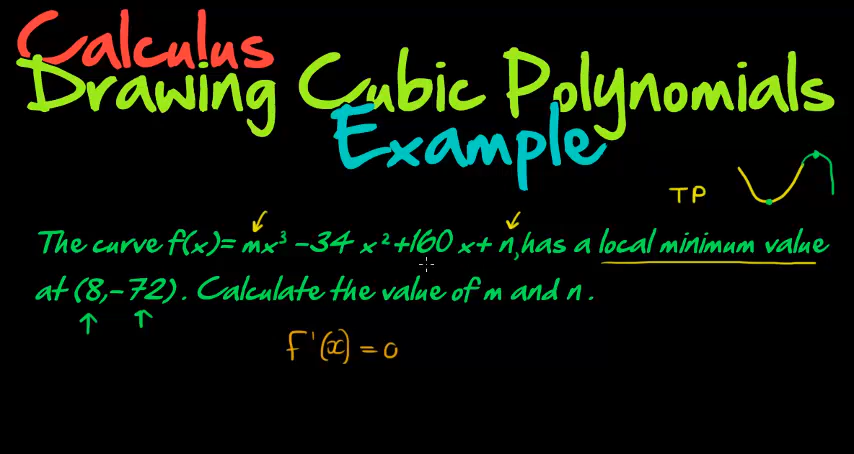 Calculus
Drawing Cubic Polynomials
Example
TP
The curve f(x)= mx³ -34 x² +160 x+ n, has a local minimum value
at (8,-72). Calculate the value of m and n.
f'(x) = 0